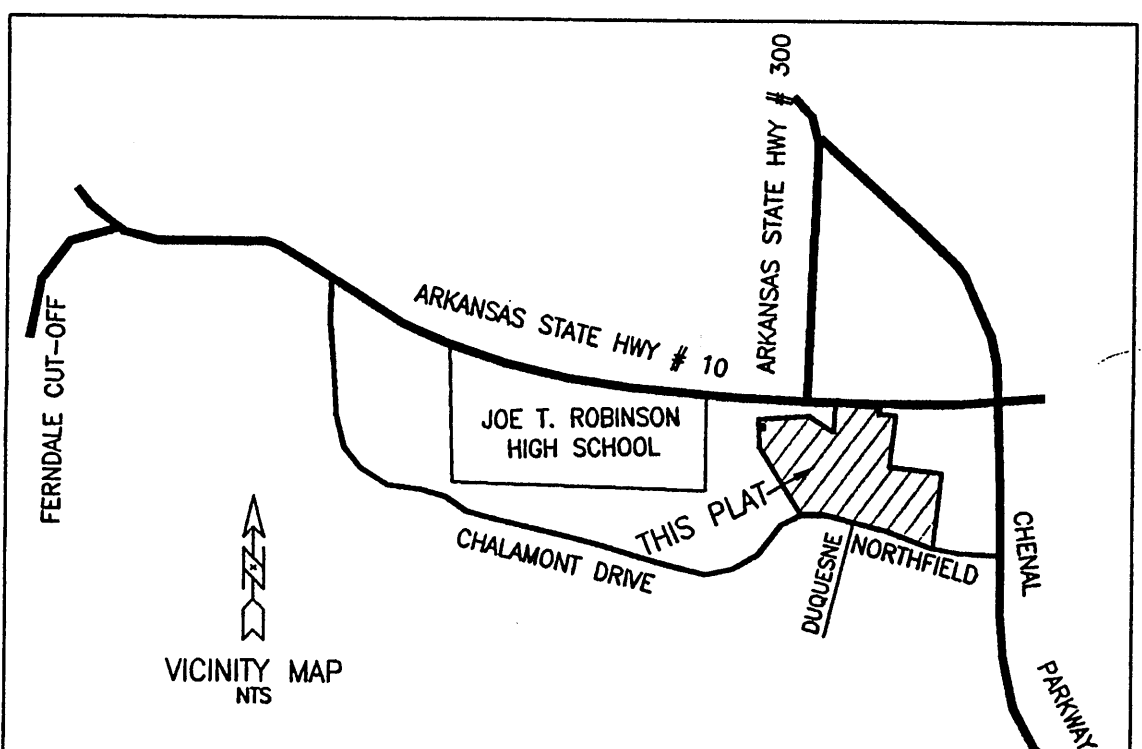 ARKANSAS STATE HWY # 300
ARKANSAS STATE HWY # 10
FERNDALE CUT-OFF
JOE T. ROBINSON
HIGH SCHOOL
THIS PLAT
CHALAMONT DRIVE
DUQUESNE
NORTHFIELD
CHENAL
PARKWAY
VICINITY MAP
NTS